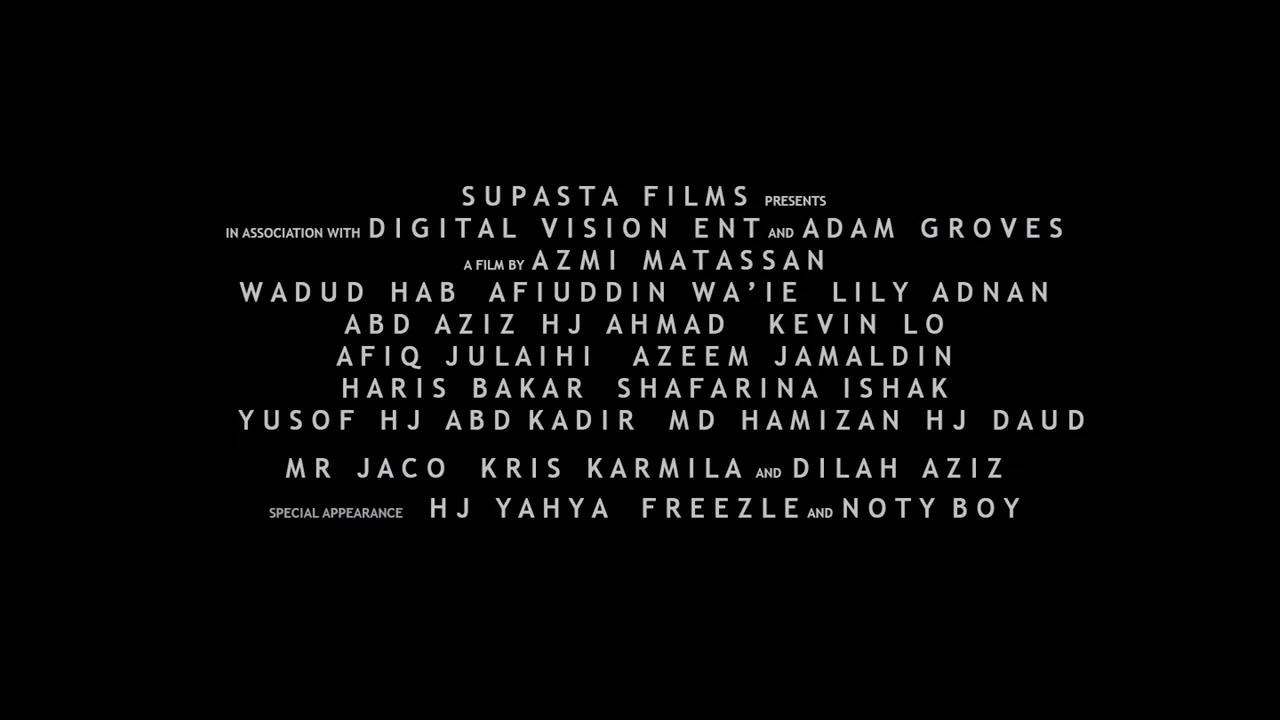 SUPASTA FILMS PRESENTS
IN ASSOCIATION WITH DIGITAL VISION ENT AND ADAM GROVES
A FILM BY AZMI MATASSAN
WADUD HAB AFIUDDIN WA'IE LILY ADNAN
ABD AZIZ HJ AHMAD KEVIN LO
AFIQ JULAIHI AZEEM JAMALDIN
HARIS BAKAR SHAFARINA ISHAK
YUSOF HJ ABD KADIR MD HAMIZAN HJ DAUD
MR JACO KRIS KARMILA AND DILAH AZIZ
SPECIAL APPEARANCE HJ YAHYA FREEZLE AND NOTY BOY